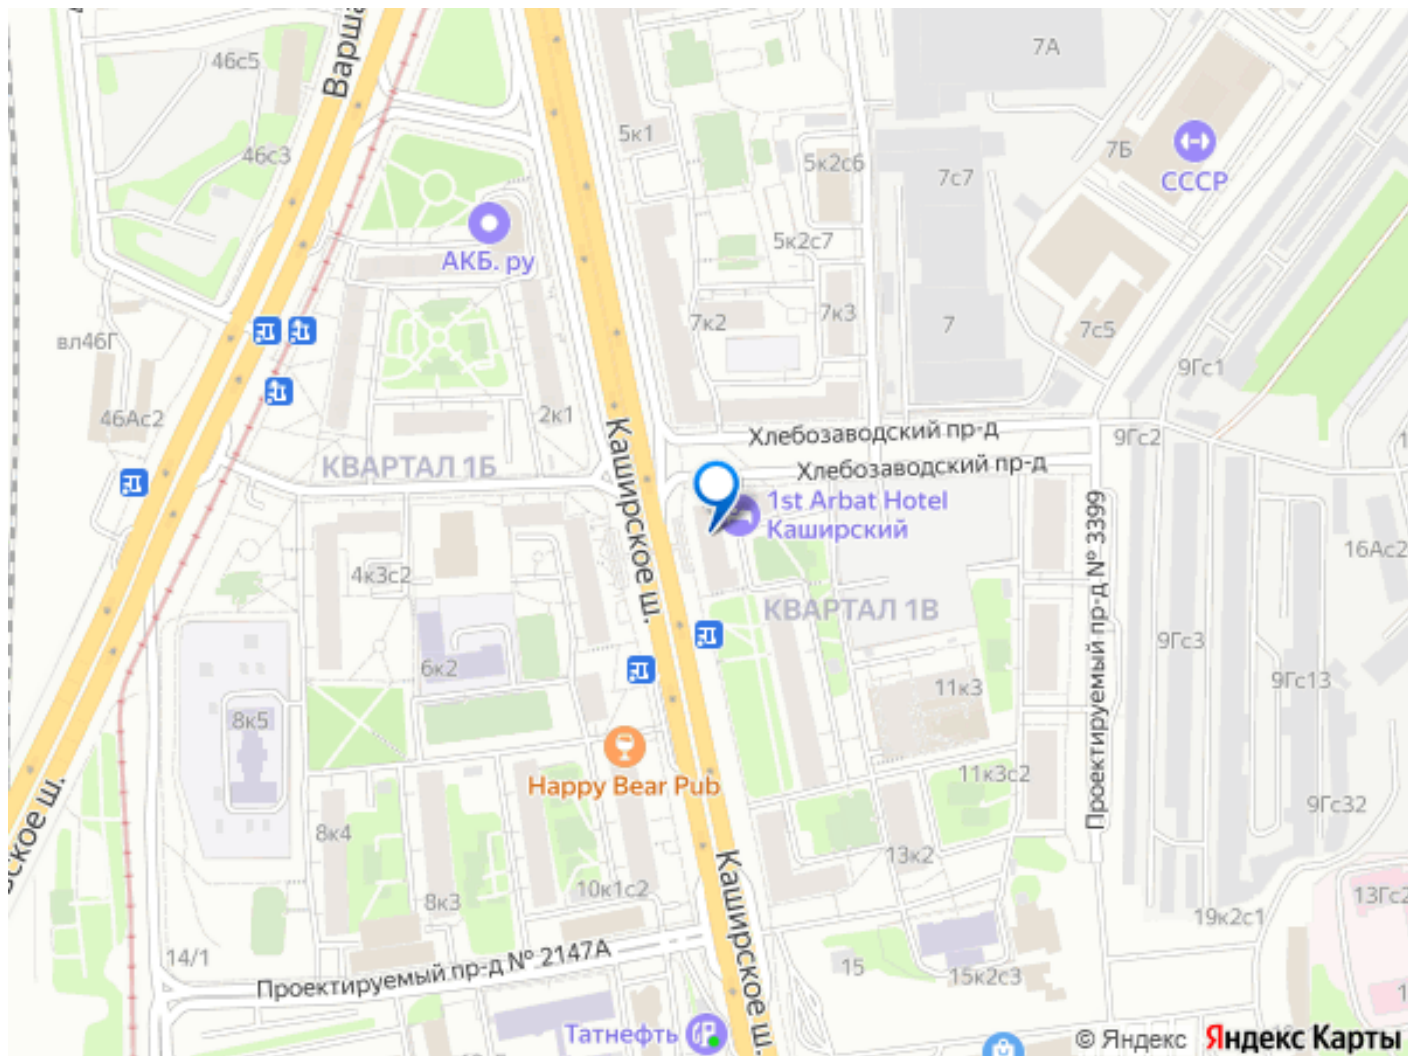 Варша
46с5
7А
5к1
7Б
46с3
5к2с6
7с7
СССР
АКБ. ру
5к2с7
7к2
7к3
7
7с5
вл46Г
9Гс1
46Ас2
2к1
Хлебозаводский пр-д
9Гс2
КВАРТАЛ 1Б
Хлебозаводский пр-д
Каширское ш.
1st Arbat Hotel
Каширский
Проектируемый пр-д № 3399
16Ас2
4к3с2
КВАРТАЛ 1В
9Гс3
6к2
11к3
9Гс13
8к5
Happy Bear Pub
11к3с2
9Гс32
ское ш.
8к4
13к2
Каширское ш.
10к1с2
8к3
13Гс2
19к2с1
14/1
Проектируемый пр-д № 2147А
15
15к2с3
Татнефть
© Яндекс Яндекс Карты